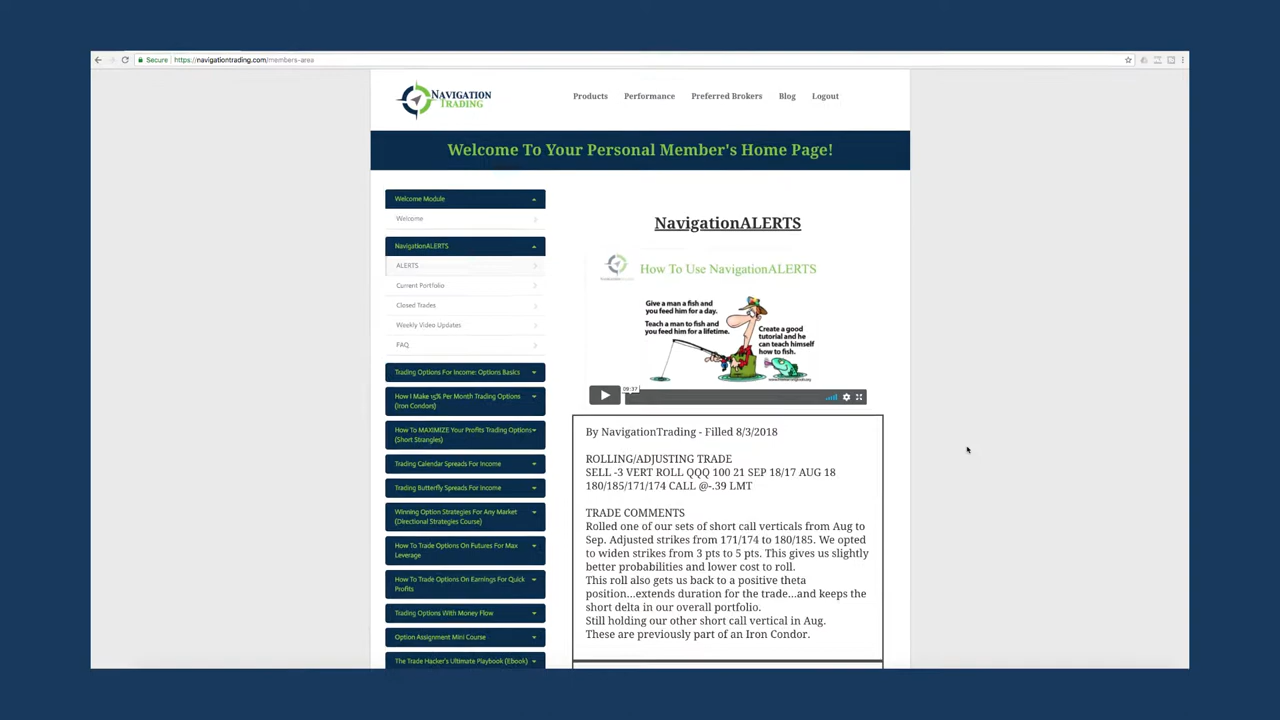 Secure https://navigationtrading.com/members-area
NAVIGATION
TRADING
Products Performance Preferred Brokers Blog Logout
Welcome To Your Personal Member's Home Page!
Welcome Module
Welcome
NavigationALERTS
ALERTS
Current Portfolio
Closed Trades
Weekly Video Updates
FAQ
Trading Options For Income: Options Basics
How I Make 15% Per Month Trading Options
(Iron Condors)
How To MAXIMIZE Your Profits Trading Options
(Short Strangles)
Trading Calendar Spreads For Income
Trading Butterfly Spreads For Income
Winning Option Strategies For Any Market
(Directional Strategies Course)
How To Trade Options On Futures For Max
Leverage
How To Trade Options On Earnings For Quick
Profits
Trading Options With Money Flow
Option Assignment Mini Course
The Trade Hacker's Ultimate Playbook (Ebook)
NavigationALERTS
How To Use NavigationALERTS
Give a man a fish and
you feed him for a day.
Teach a man to fish and
you feed him for a lifetime.
Create a good
tutorial and he
can teach himself
how to fish.
09:37
By NavigationTrading - Filled 8/3/2018
ROLLING/ADJUSTING TRADE
SELL -3 VERT ROLL QQQ 100 21 SEP 18/17 AUG 18
180/185/171/174 CALL @-.39 LMT
TRADE COMMENTS
Rolled one of our sets of short call verticals from Aug to
Sep. Adjusted strikes from 171/174 to 180/185. We opted
to widen strikes from 3 pts to 5 pts. This gives us slightly
better probabilities and lower cost to roll.
This roll also gets us back to a positive theta
position...extends duration for the trade...and keeps the
short delta in our overall portfolio.
Still holding our other short call vertical in Aug.
These are previously part of an Iron Condor.